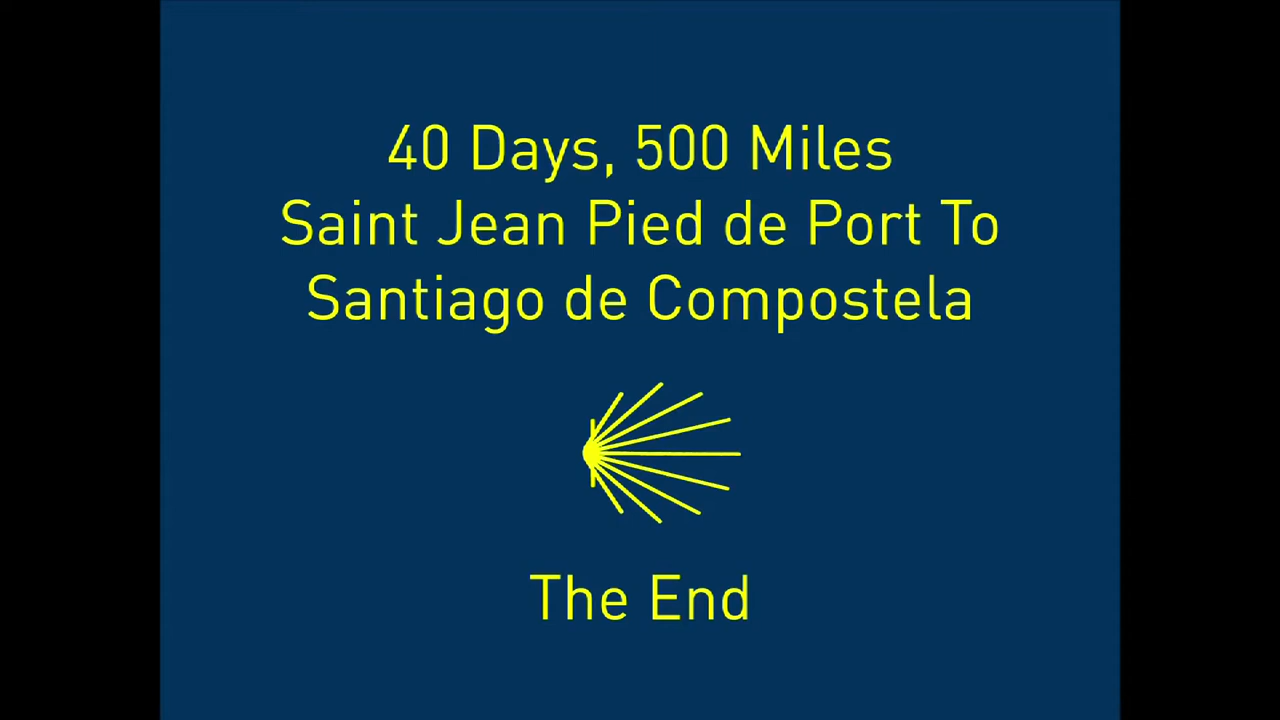 40 Days, 500 Miles
Saint Jean Pied de Port To
Santiago de Compostela
The End